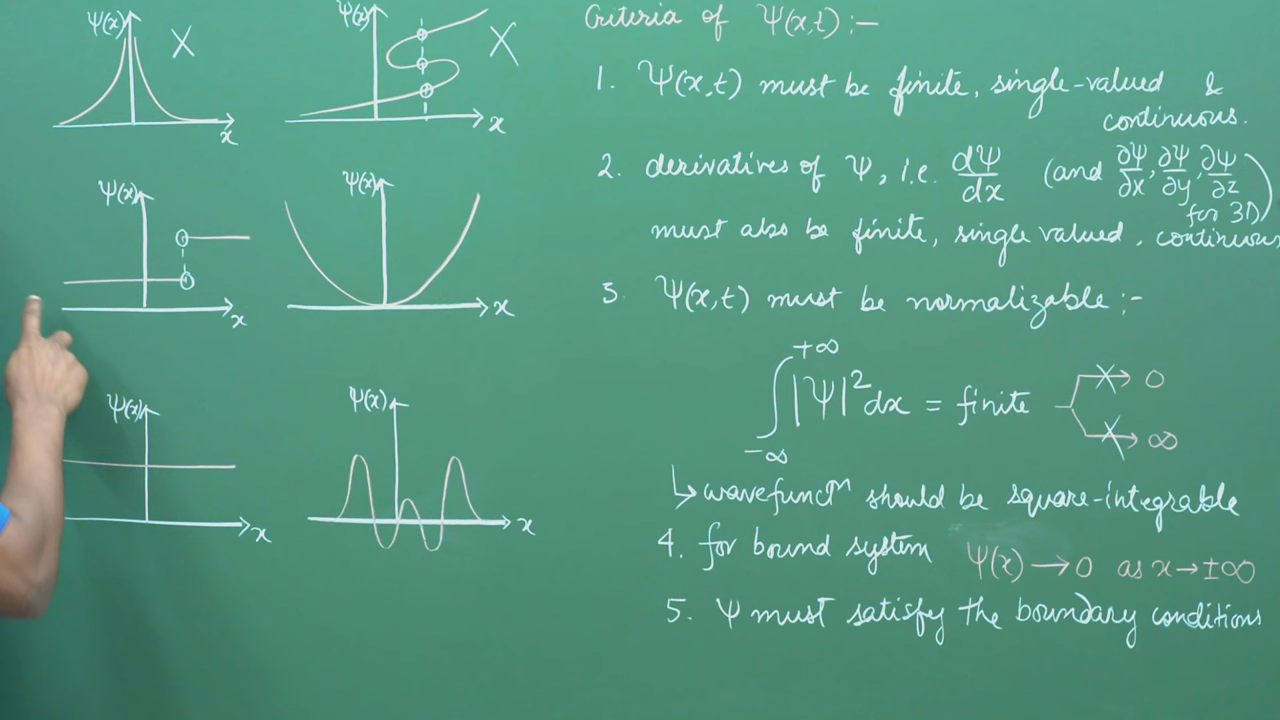 Ψ(x)
X
x
Ψ(x)
X
x
Ψ(x)
x
Ψ(x)
x
Ψ(x)
x
Ψ(x)
x
Criteria of Ψ(x,t) :-
1. Ψ(x,t) must be finite, single-valued &
continuous.
2. derivatives of Ψ, i.e. dΨ/dx (and ∂Ψ/∂x, ∂Ψ/∂y, ∂Ψ/∂z
for 3D)
must also be finite, single valued, continuous
3. Ψ(x,t) must be normalizable :-
∫_{-∞}^{+∞} |Ψ|² dx = finite
X→ 0
X→ ∞
↳ wavefunctⁿ should be square-integrable
4. for bound system Ψ(x) → 0 as x → ±∞
5. Ψ must satisfy the boundary conditions